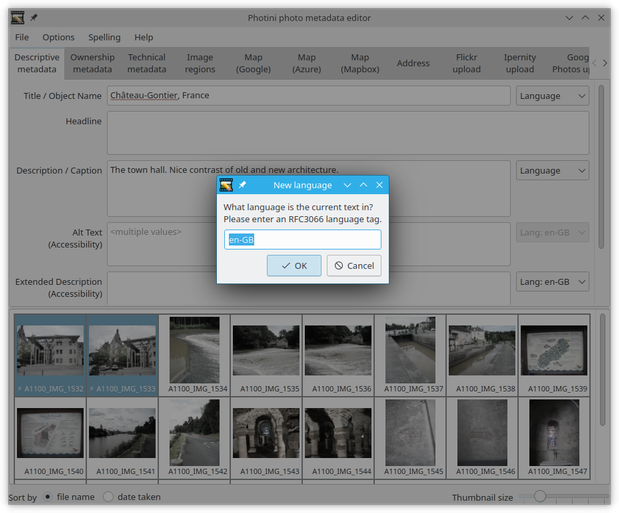 Photini photo metadata editor
File Options Spelling Help
Descriptive metadata
Ownership metadata
Technical metadata
Image regions
Map (Google)
Map (Azure)
Map (Mapbox)
Address
Flickr upload
Ipernity upload
Goog
Photos u
Title / Object Name
Château-Gontier, France
Language
Headline
Description / Caption
The town hall. Nice contrast of old and new architecture.
Language
New language
What language is the current text in?
Please enter an RFC3066 language tag.
en-GB
OK
Cancel
Alt Text
(Accessibility)
<multiple values>
Lang: en-GB
Extended Description
(Accessibility)
Lang: en-GB
A1100_IMG_1532
A1100_IMG_1533
A1100_IMG_1534
A1100_IMG_1535
A1100_IMG_1536
A1100_IMG_1537
A1100_IMG_1538
A1100_IMG_1539
A1100_IMG_1540
A1100_IMG_1541
A1100_IMG_1542
A1100_IMG_1543
A1100_IMG_1544
A1100_IMG_1545
A1100_IMG_1546
A1100_IMG_1547
Sort by file name date taken
Thumbnail size